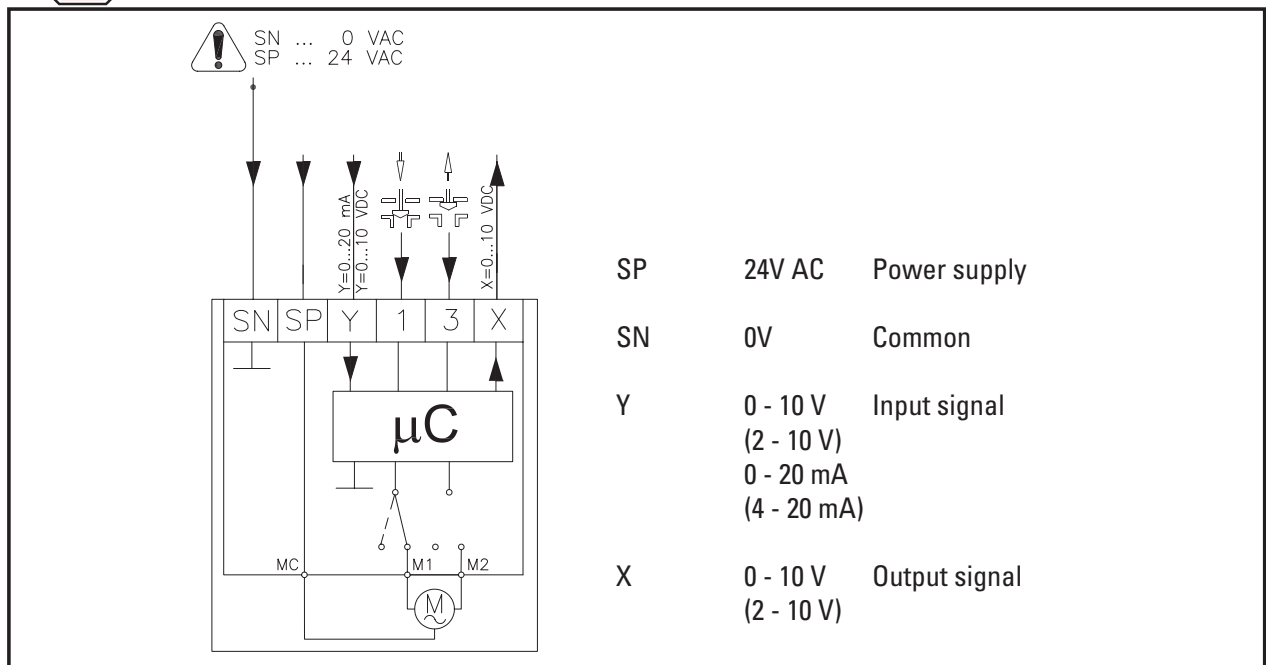 SN ... 0 VAC
SP ... 24 VAC
Y=0...20 mA
Y=0...10 VDC
X=0...10 VDC
SN SP Y 1 3 X
µC
MC M1 M2
M
SP 24V AC Power supply
SN 0V Common
Y 0 - 10 V Input signal
(2 - 10 V)
0 - 20 mA
(4 - 20 mA)
X 0 - 10 V Output signal
(2 - 10 V)